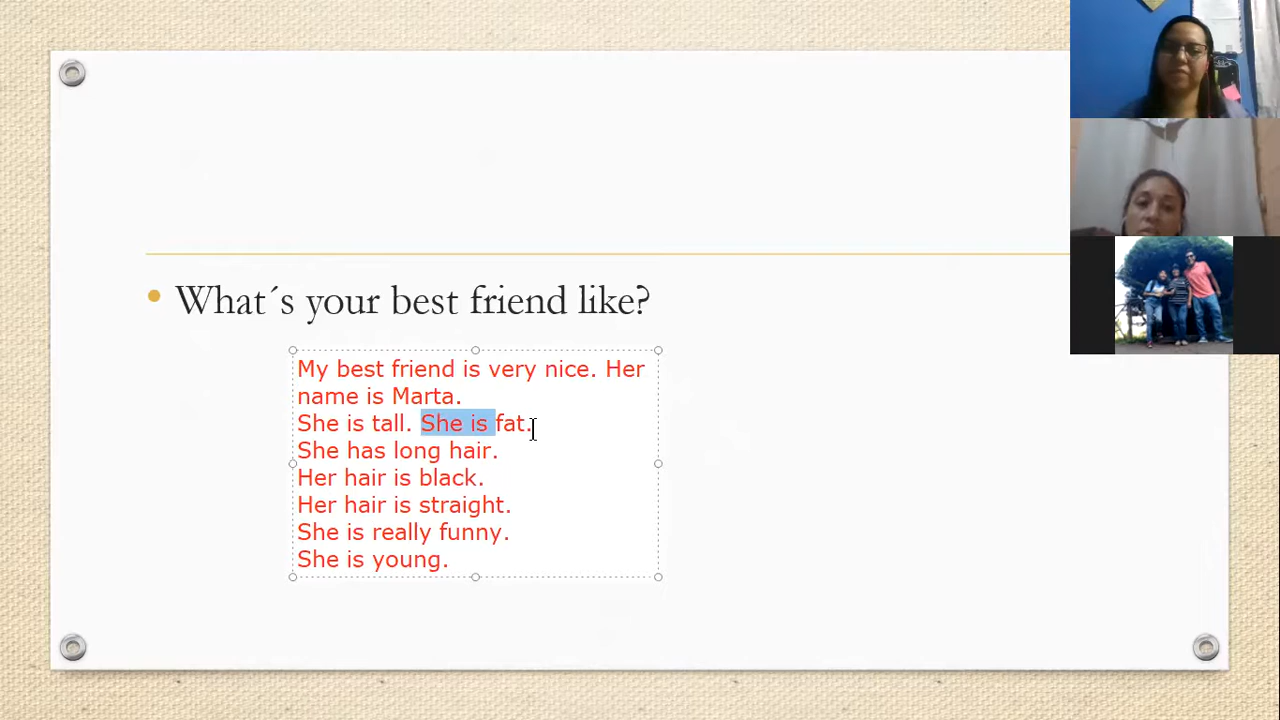 What´s your best friend like?
My best friend is very nice. Her
name is Marta.
She is tall. She is fat.
She has long hair.
Her hair is black.
Her hair is straight.
She is really funny.
She is young.